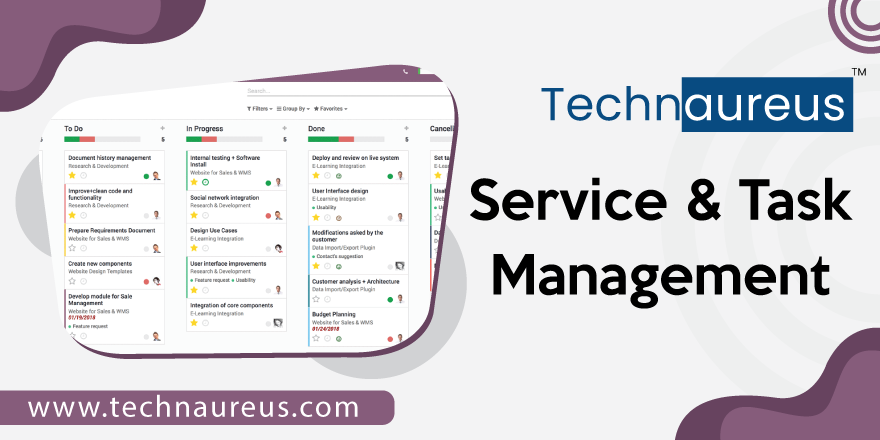 Technaureus™
Service & Task
Management
Search...
Filters Group By Favorites
To Do
5
Document history management
Research & Development
Improve+clean code and
functionality
Research & Development
Prepare Requirements Document
Website for Sales & WMS
Create new components
Website Design Templates
Develop module for Sale
Management
Website for Sales & WMS
01/19/2018
Feature request
In Progress
5
Internal testing + Software
Install
Website for Sales & WMS
Social network integration
Research & Development
Design Use Cases
E-Learning Integration
User interface improvements
Research & Development
Feature request Usability
Integration of core components
E-Learning Integration
Done
5
Deploy and review on live system
E-Learning Integration
User Interface design
E-Learning Integration
Usability
Modifications asked by the
customer
Data Import/Export Plugin
Contact's suggestion
Customer analysis + Architecture
Data Import/Export Plugin
Budget Planning
Website for Sales & WMS
01/24/2018
www.technaureus.com